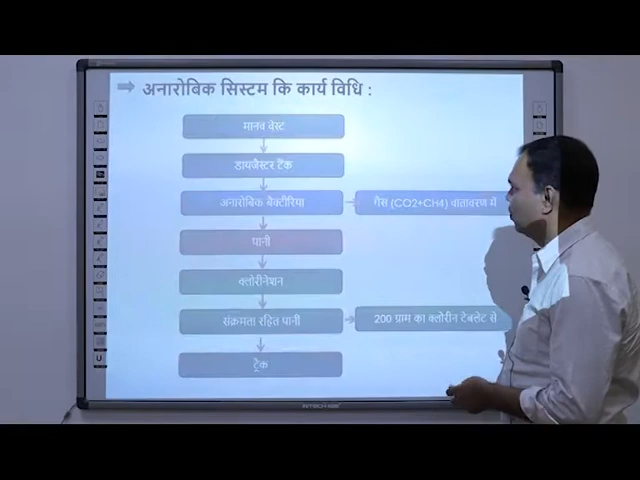 अनारोबिक सिस्टम कि कार्य विधि :
मानव वेस्ट
डायजैस्टर टैंक
अनारोबिक बैक्टीरिया
गैस (CO2+CH4) वातावरण में
पानी
क्लोरीनेशन
संक्रमता रहित पानी
200 ग्राम का क्लोरीन टेबलेट से
ट्रैक